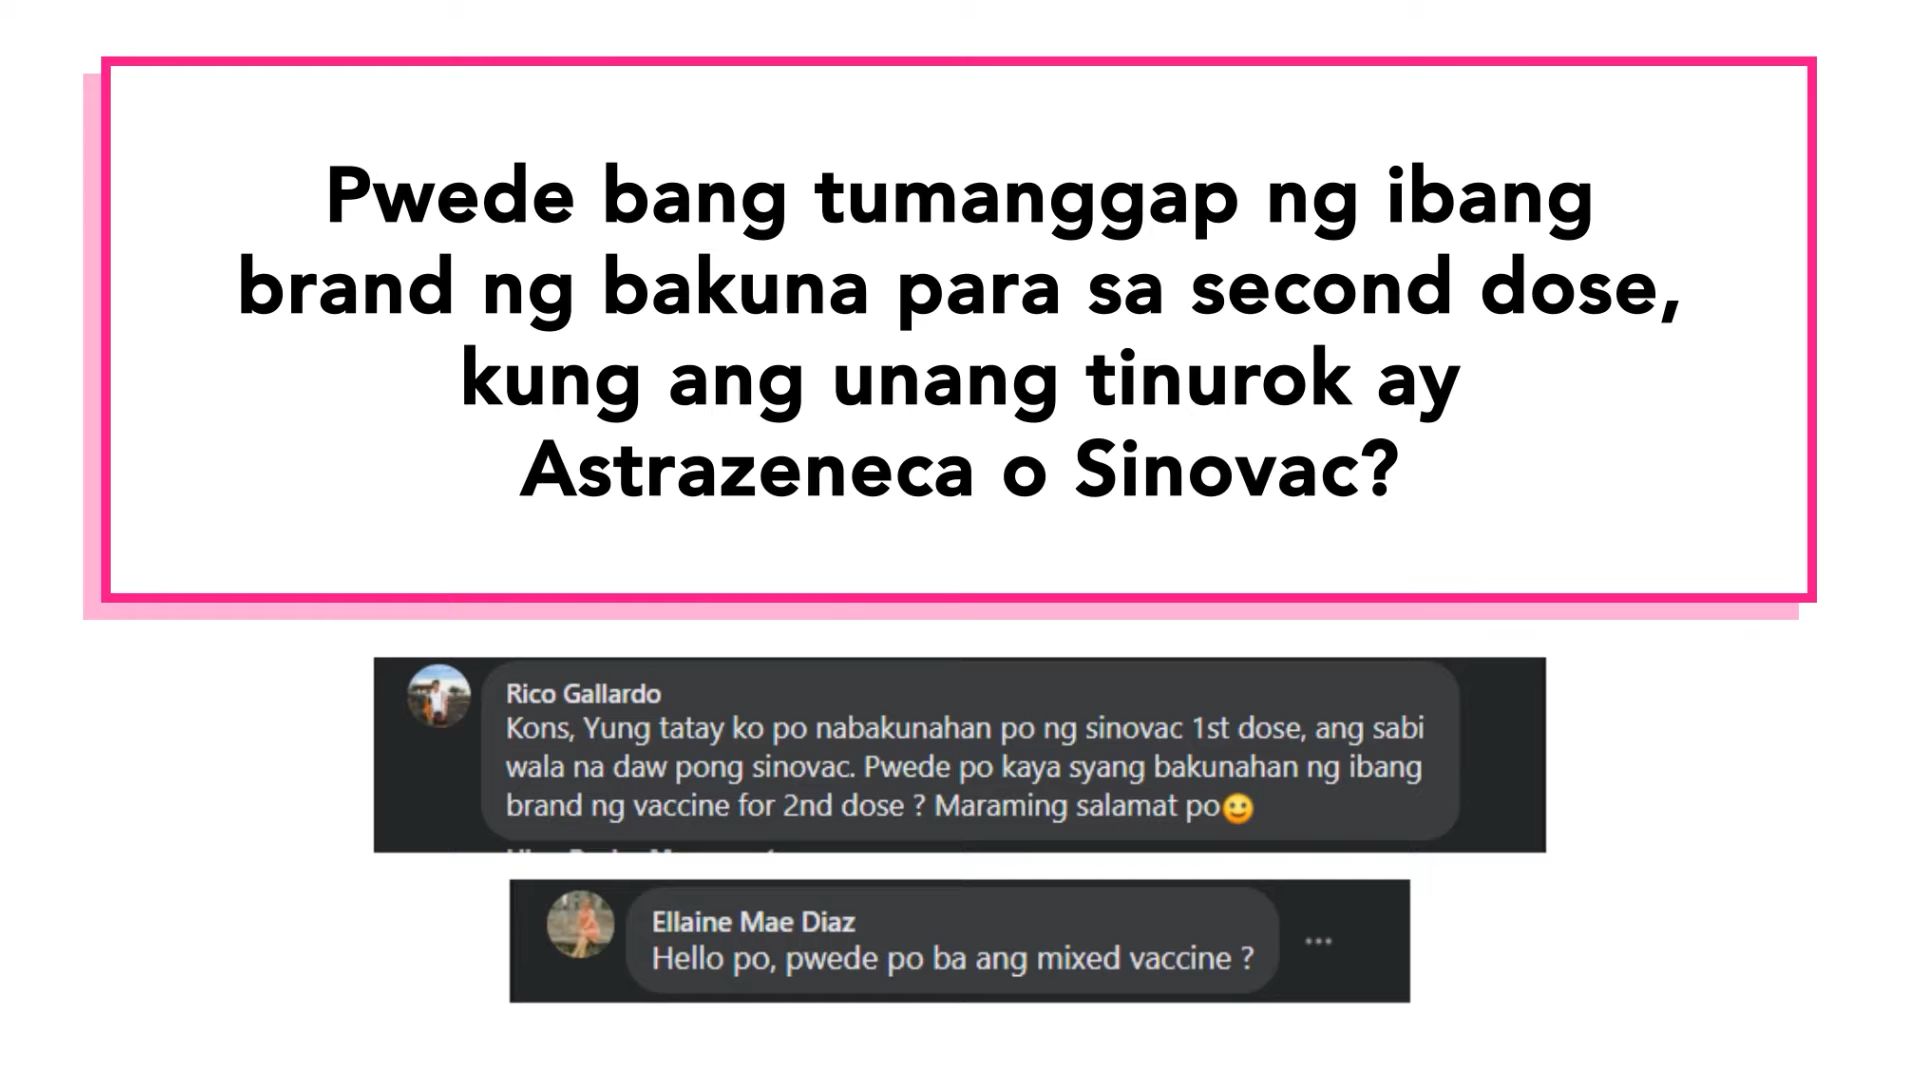 Pwede bang tumanggap ng ibang
brand ng bakuna para sa second dose,
kung ang unang tinurok ay
Astrazeneca o Sinovac?
Rico Gallardo
Kons, Yung tatay ko po nabakunahan po ng sinovac 1st dose, ang sabi
wala na daw pong sinovac. Pwede po kaya syang bakunahan ng ibang
brand ng vaccine for 2nd dose ? Maraming salamat po🙂
Ellaine Mae Diaz
Hello po, pwede po ba ang mixed vaccine ?